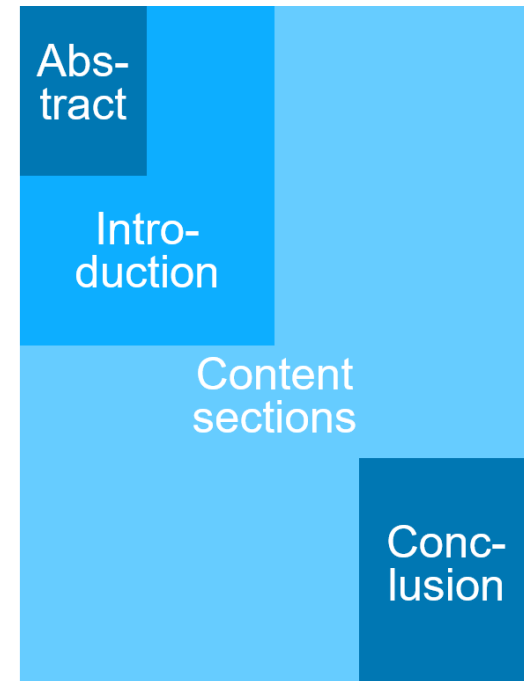 Abs-
tract
Intro-
duction
Content
sections
Conc-
lusion